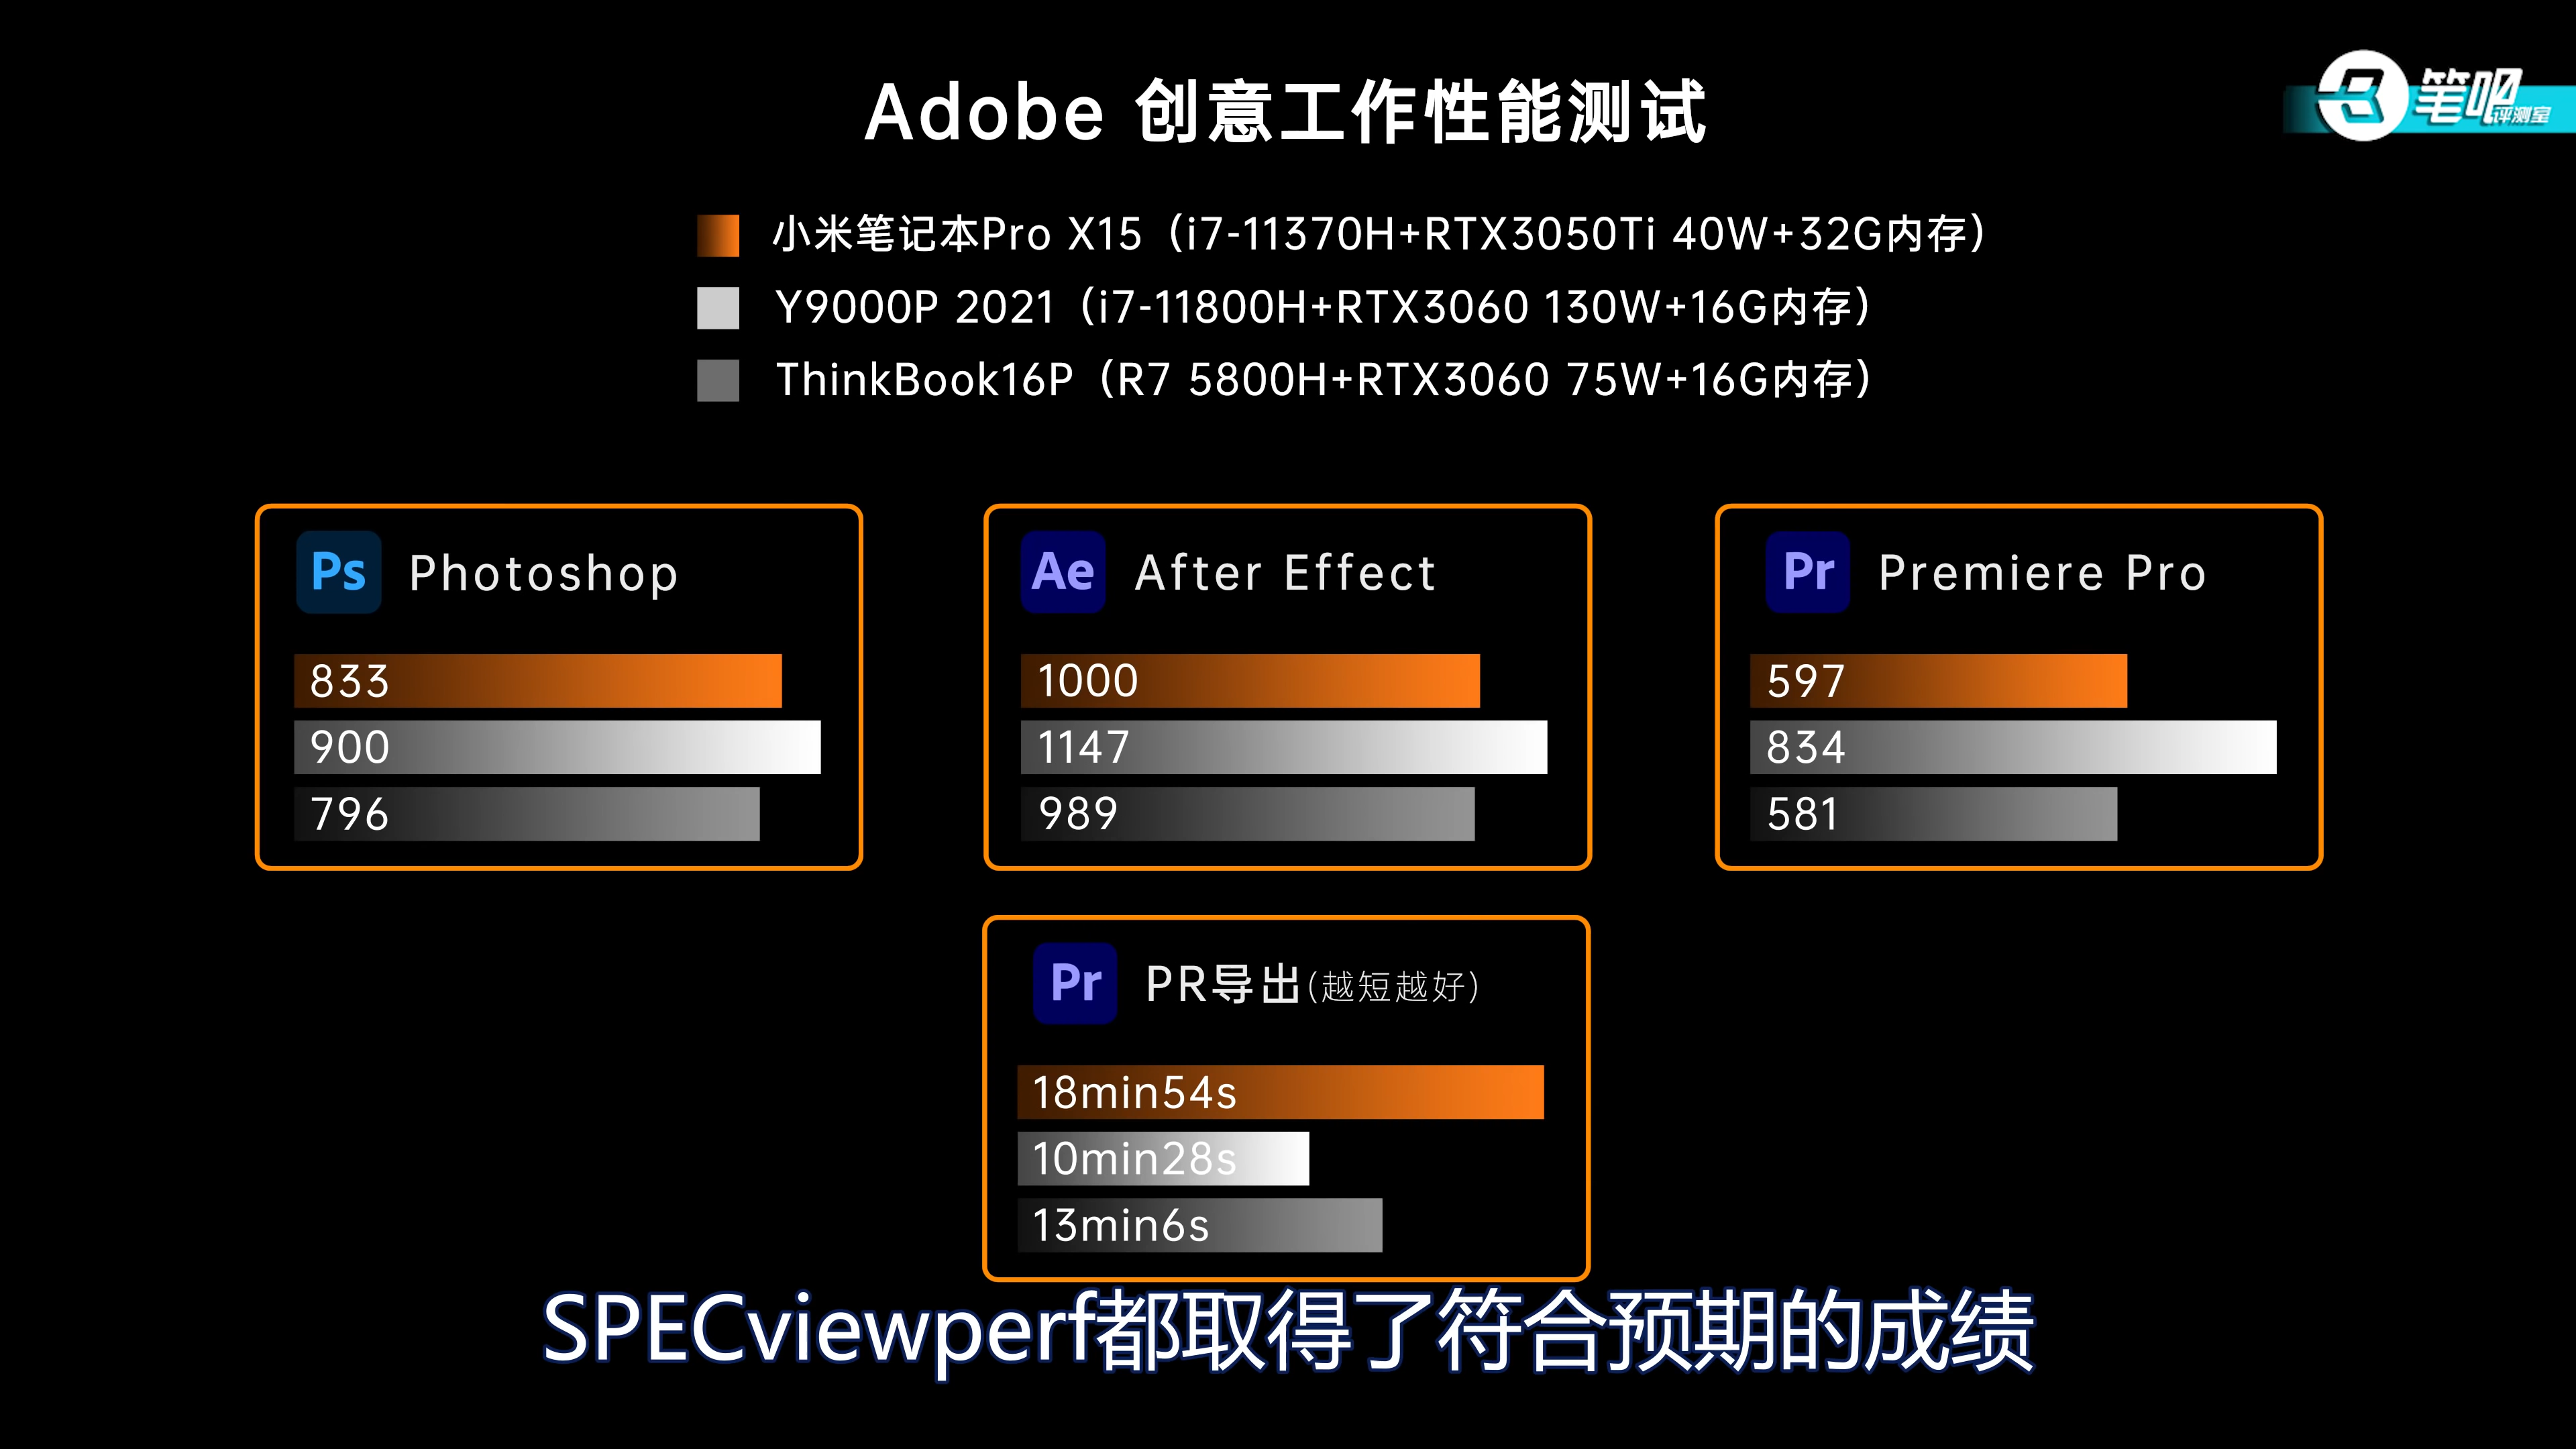 Adobe 创意工作性能测试
笔吧评测室
小米笔记本Pro X15（i7-11370H+RTX3050Ti 40W+32G内存）
Y9000P 2021（i7-11800H+RTX3060 130W+16G内存）
ThinkBook16P（R7 5800H+RTX3060 75W+16G内存）
Ps Photoshop
833
900
796
Ae After Effect
1000
1147
989
Pr Premiere Pro
597
834
581
Pr PR导出(越短越好)
18min54s
10min28s
13min6s
SPECviewperf都取得了符合预期的成绩